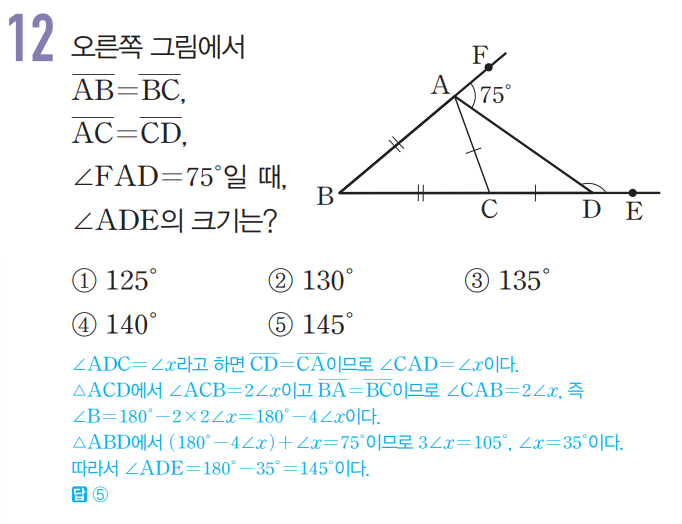 12 오른쪽 그림에서
AB=BC,
AC=CD,
∠FAD=75°일 때,
∠ADE의 크기는?
F
A
75°
B
C
D
E
① 125° ② 130° ③ 135°
④ 140° ⑤ 145°
∠ADC=∠x라고 하면 CD=CA이므로 ∠CAD=∠x이다.
△ACD에서 ∠ACB=2∠x이고 BA=BC이므로 ∠CAB=2∠x, 즉
∠B=180°-2×2∠x=180°-4∠x이다.
△ABD에서 (180°-4∠x)+∠x=75°이므로 3∠x=105°, ∠x=35°이다.
따라서 ∠ADE=180°-35°=145°이다.
답 ⑤